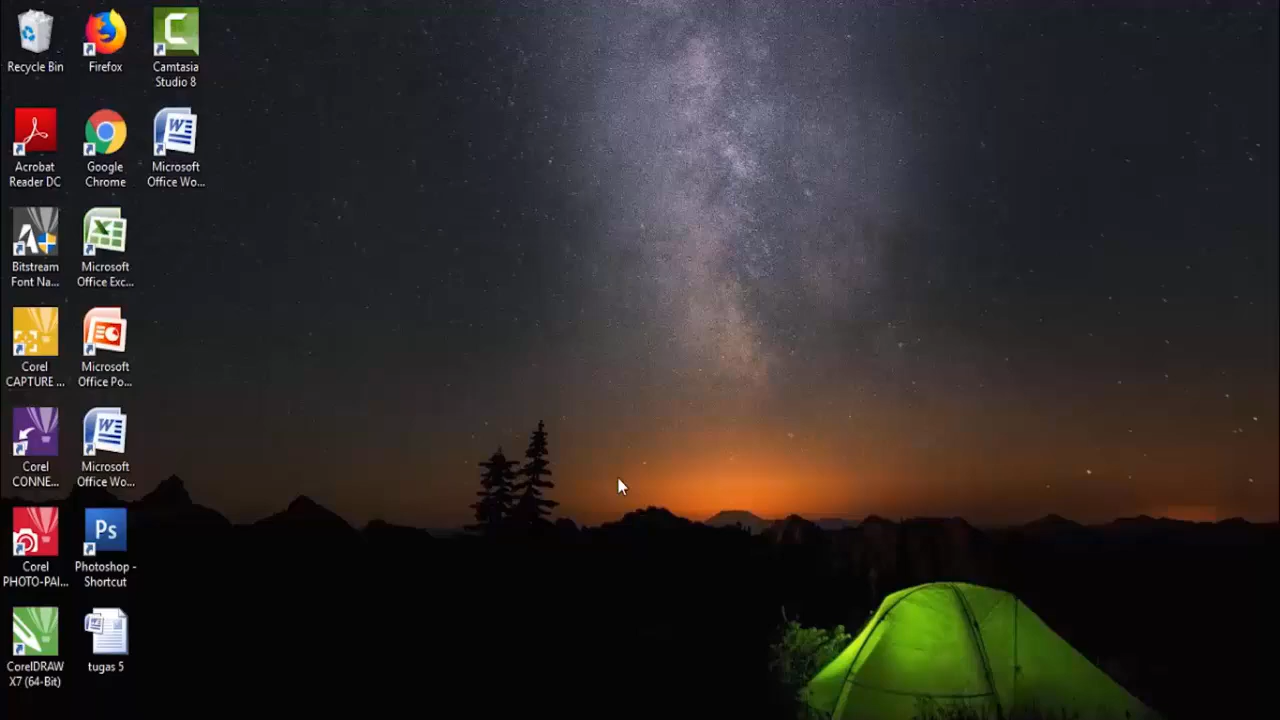 Recycle Bin
Firefox
Camtasia
Studio 8
Acrobat
Reader DC
Google
Chrome
Microsoft
Office Wo...
Bitstream
Font Na...
Microsoft
Office Exc...
Corel
CAPTURE ...
Microsoft
Office Po...
Corel
CONNE...
Microsoft
Office Wo...
Corel
PHOTO-PAI...
Ps
Photoshop -
Shortcut
CorelDRAW
X7 (64-Bit)
tugas 5